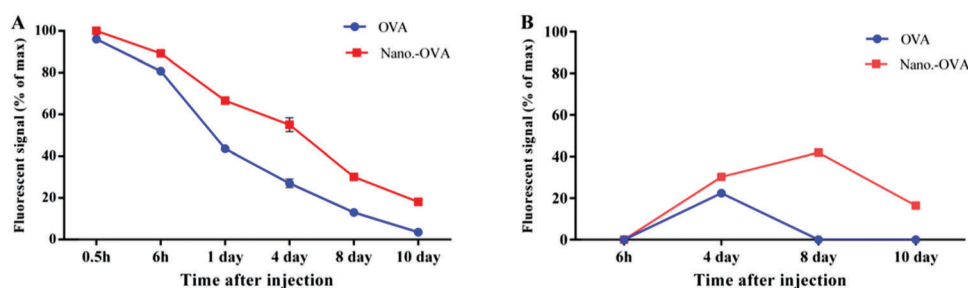 A
Fluorescent signal (% of max)
100
80
60
40
20
0
0.5h 6h 1 day 4 day 8 day 10 day
Time after injection
OVA
Nano.-OVA
B
Fluorescent signal (% of max)
100
80
60
40
20
0
6h 4 day 8 day 10 day
Time after injection
OVA
Nano.-OVA